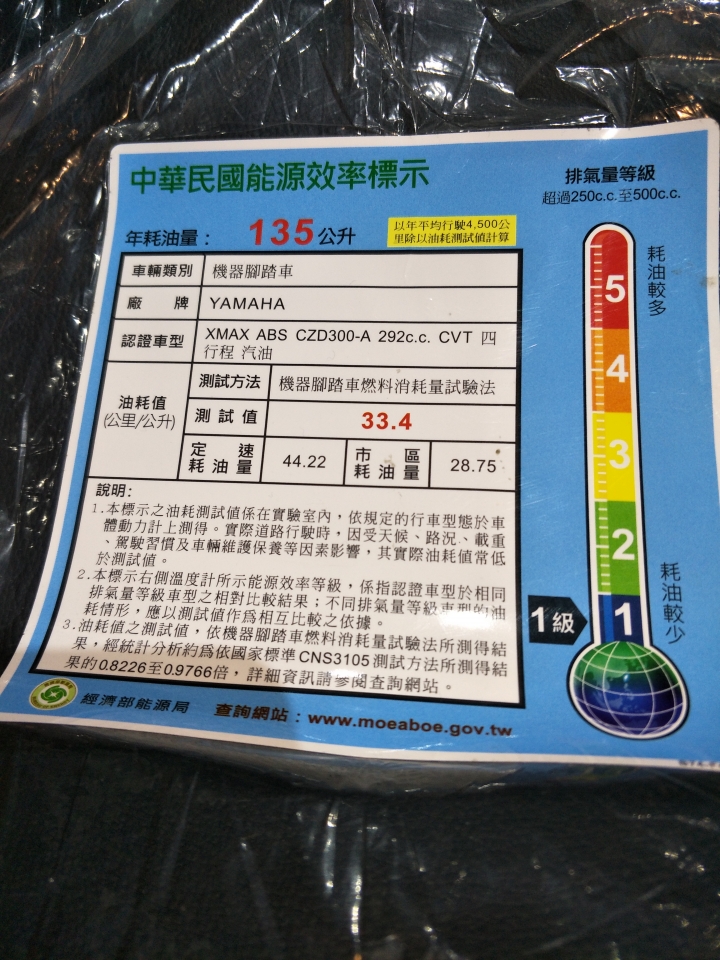 中華民國能源效率標示
排氣量等級
超過250c.c.至500c.c.
年耗油量：135公升
以年平均行駛4,500公
里除以油耗測試值計算
車輛類別 機器腳踏車
廠牌 YAMAHA
認證車型 XMAX ABS CZD300-A 292c.c. CVT 四
行程 汽油
油耗值
(公里/公升)
測試方法 機器腳踏車燃料消耗量試驗法
測試值 33.4
定速
耗油量
44.22
市區
耗油量
28.75
說明：
1.本標示之油耗測試值係在實驗室內，依規定的行車型態於車
體動力計上測得。實際道路行駛時，因受天候、路況、載重
、駕駛習慣及車輛維護保養等因素影響，其實際油耗值常低
於測試值。
2.本標示右側溫度計所示能源效率等級，係指認證車型於相同
排氣量等級車型之相對比較結果；不同排氣量等級車型的油
耗情形，應以測試值作為相互比較之依據。
3.油耗值之測試值，依機器腳踏車燃料消耗量試驗法所測得結
果，經統計分析約為依國家標準CNS3105測試方法所測得結
果的0.8226至0.9766倍，詳細資訊請參閱查詢網站。
經濟部能源局 查詢網站：www.moeaboe.gov.tw
耗油較多
5
4
3
2
1
1級
耗油較少